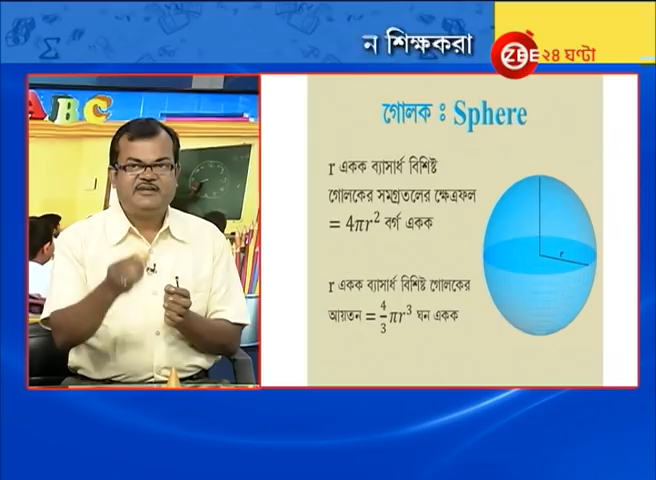 ন শিক্ষকরা
ZEE ২৪ ঘণ্টা
ABC
গোলক ঃ Sphere
r একক ব্যাসার্ধ বিশিষ্ট
গোলকের সমগ্রতলের ক্ষেত্রফল
= 4πr² বর্গ একক
r
r একক ব্যাসার্ধ বিশিষ্ট গোলকের
আয়তন = 4/3 πr³ ঘন একক